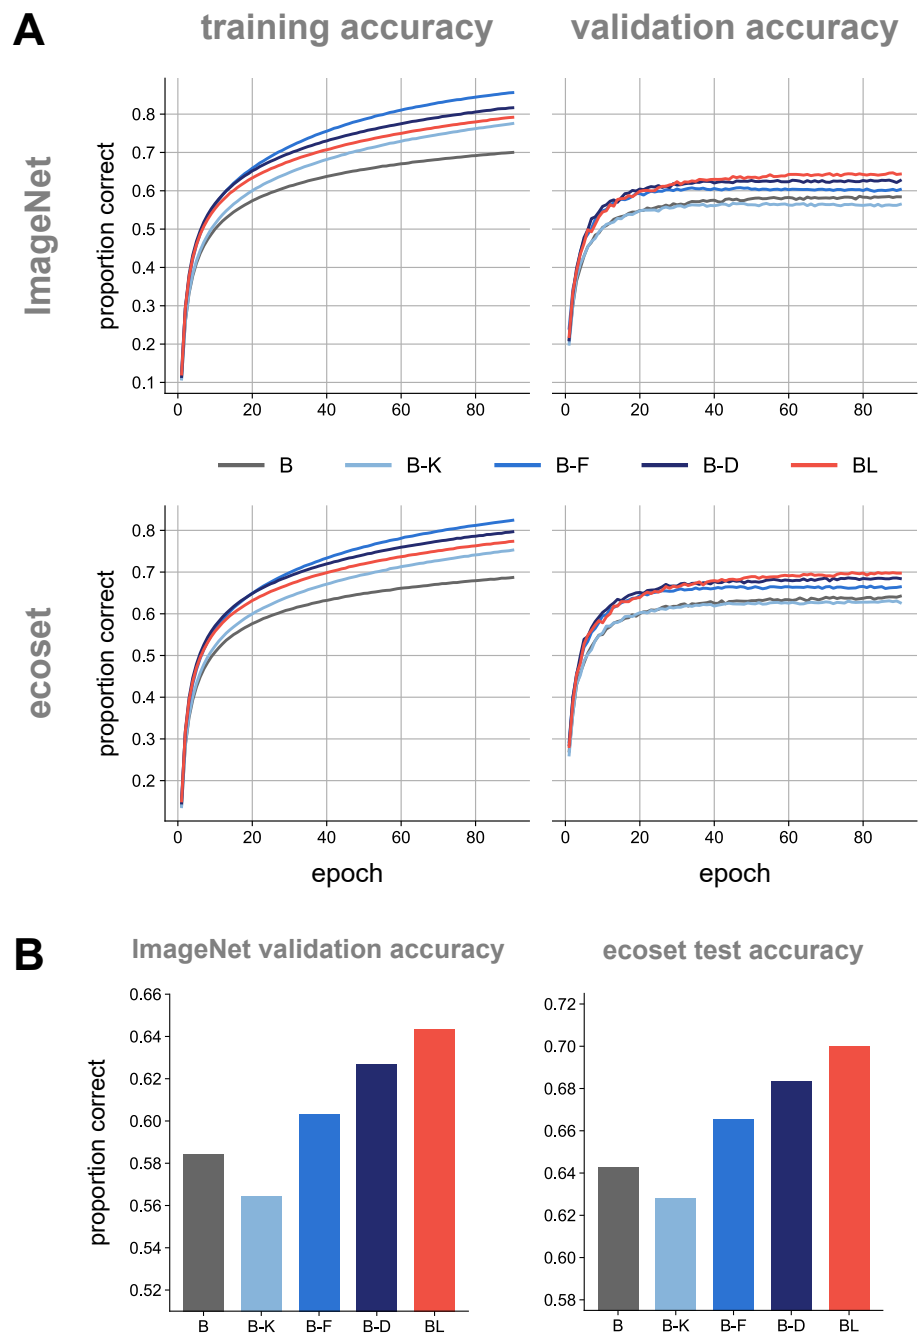 A
training accuracy
validation accuracy
ImageNet
proportion correct
0.8
0.7
0.6
0.5
0.4
0.3
0.2
0.1
0 20 40 60 80
0 20 40 60 80
B B-K B-F B-D BL
ecoset
proportion correct
0.8
0.7
0.6
0.5
0.4
0.3
0.2
0 20 40 60 80
0 20 40 60 80
epoch
epoch
B
ImageNet validation accuracy
proportion correct
0.66
0.64
0.62
0.60
0.58
0.56
0.54
0.52
B B-K B-F B-D BL
ecoset test accuracy
0.72
0.70
0.68
0.66
0.64
0.62
0.60
0.58
B B-K B-F B-D BL